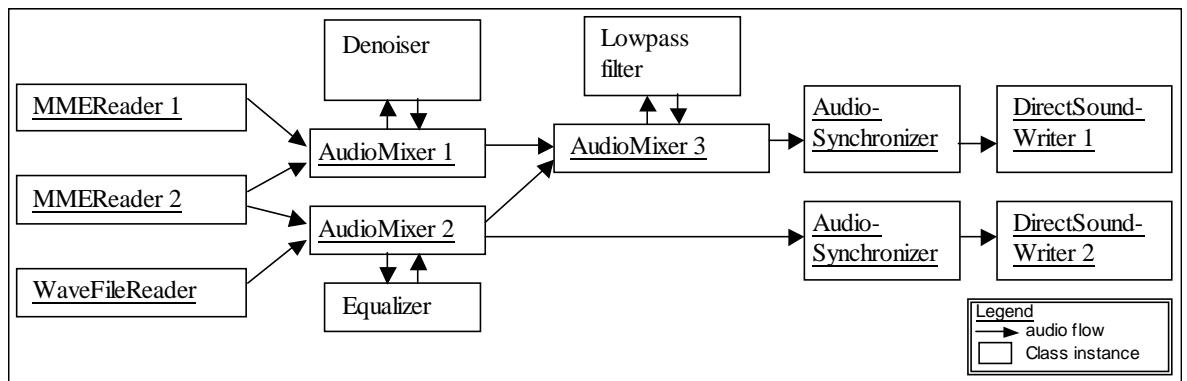 Denoiser
Lowpass
filter
MMEReader 1
AudioMixer 1
AudioMixer 3
Audio-
Synchronizer
DirectSound-
Writer 1
MMEReader 2
AudioMixer 2
Audio-
Synchronizer
DirectSound-
Writer 2
WaveFileReader
Equalizer
Legend
audio flow
Class instance